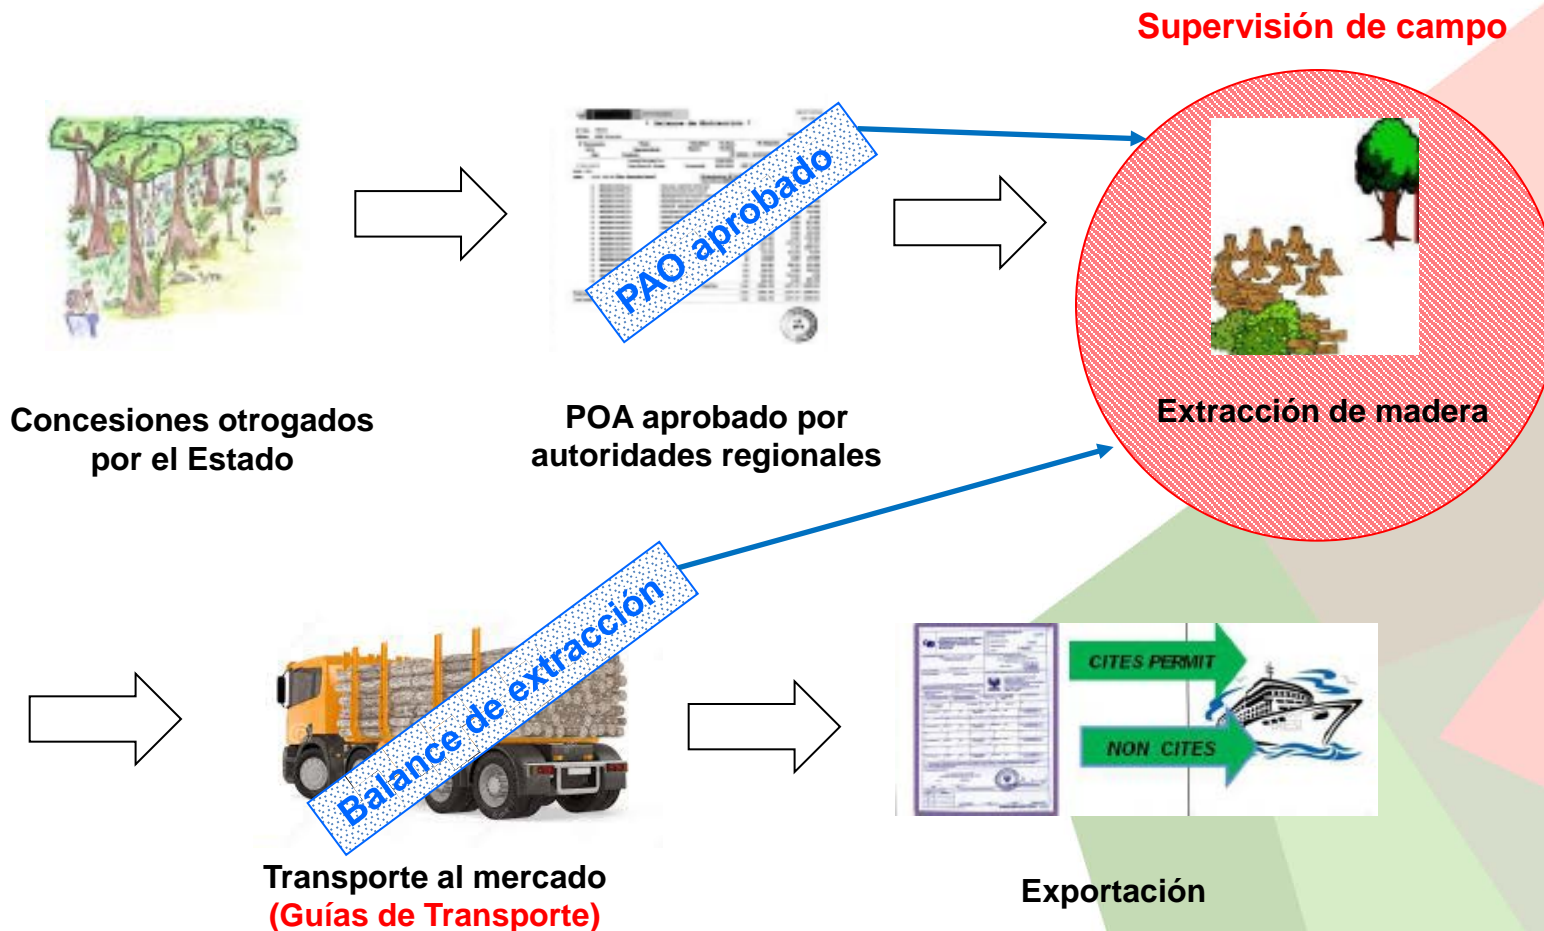 Supervisión de campo
PAO aprobado
Concesiones otrogados
por el Estado
POA aprobado por
autoridades regionales
Extracción de madera
Balance de extracción
Transporte al mercado
(Guías de Transporte)
CITES PERMIT
NON CITES
Exportación